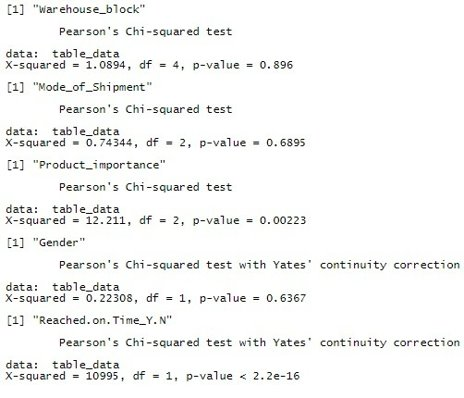 [1] "Warehouse_block"
Pearson's Chi-squared test
data: table_data
X-squared = 1.0894, df = 4, p-value = 0.896
[1] "Mode_of_Shipment"
Pearson's Chi-squared test
data: table_data
X-squared = 0.74344, df = 2, p-value = 0.6895
[1] "Product_importance"
Pearson's Chi-squared test
data: table_data
X-squared = 12.211, df = 2, p-value = 0.00223
[1] "Gender"
Pearson's Chi-squared test with Yates' continuity correction
data: table_data
X-squared = 0.22308, df = 1, p-value = 0.6367
[1] "Reached.on.Time_Y.N"
Pearson's Chi-squared test with Yates' continuity correction
data: table_data
X-squared = 10995, df = 1, p-value < 2.2e-16